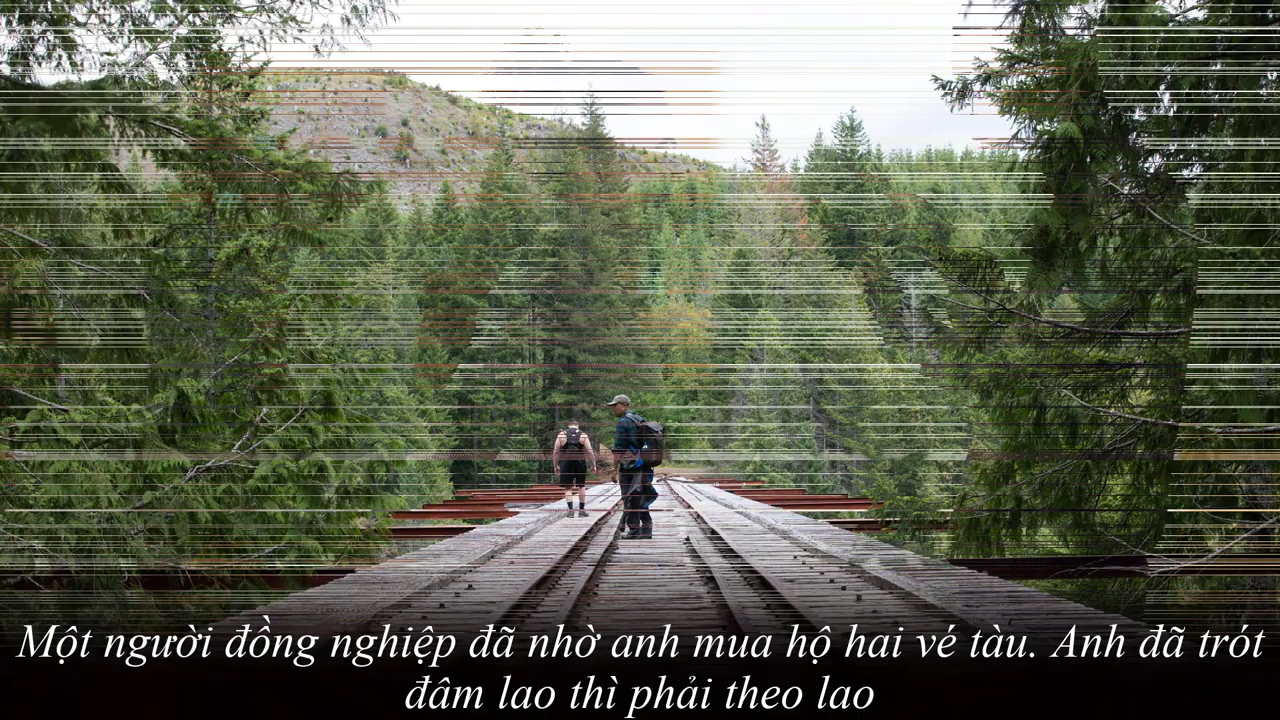 Một người đồng nghiệp đã nhờ anh mua hộ hai vé tàu. Anh đã trót
đâm lao thì phải theo lao